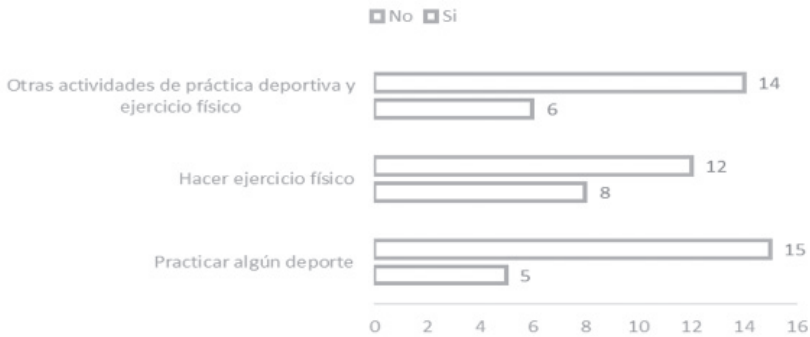 No Si
Otras actividades de práctica deportiva y
ejercicio físico
14
6
Hacer ejercicio físico
12
8
Practicar algún deporte
15
5
0 2 4 6 8 10 12 14 16